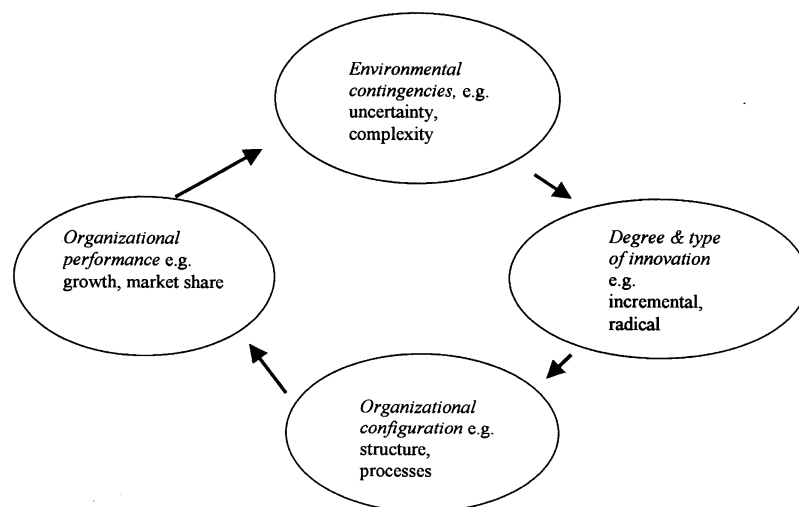 Environmental
contingencies, e.g.
uncertainty,
complexity
Organizational
performance e.g.
growth, market share
Degree & type
of innovation
e.g.
incremental,
radical
Organizational
configuration e.g.
structure,
processes